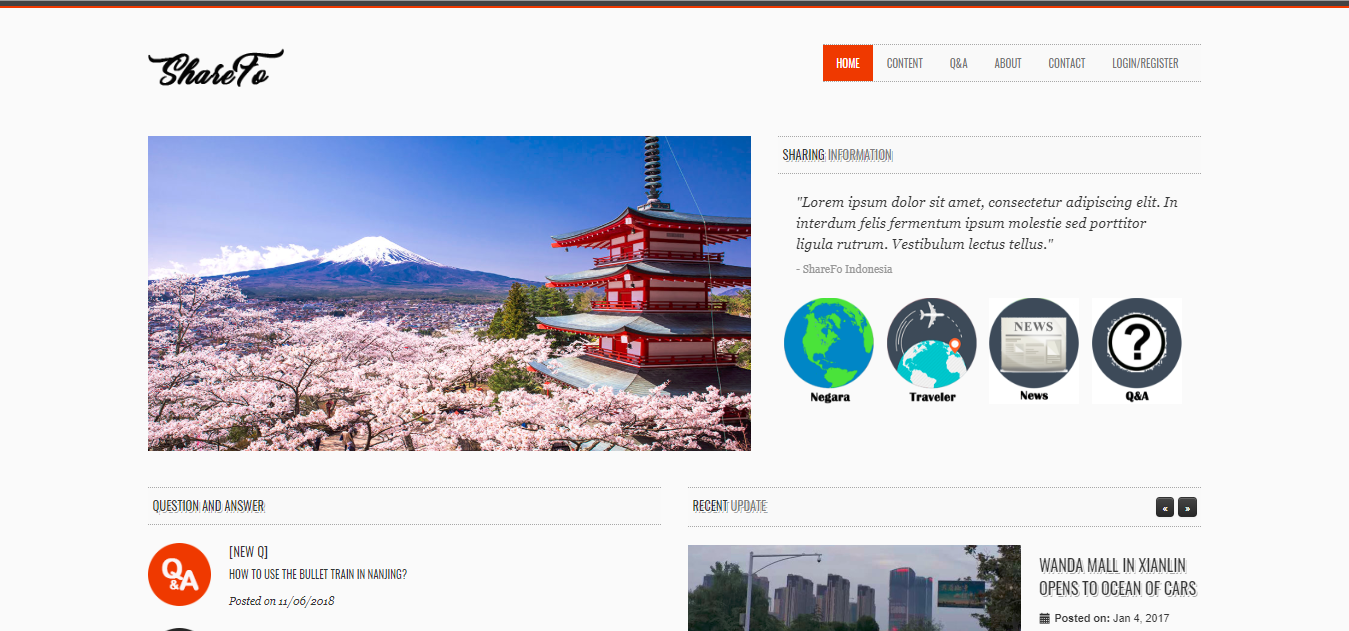 ShareFo
HOME CONTENT Q&A ABOUT CONTACT LOGIN/REGISTER
SHARING INFORMATION
"Lorem ipsum dolor sit amet, consectetur adipiscing elit. In
interdum felis fermentum ipsum molestie sed porttitor
ligula rutrum. Vestibulum lectus tellus."
- ShareFo Indonesia
NEWS
?
Negara Traveler News Q&A
QUESTION AND ANSWER
Q&A
[NEW Q]
HOW TO USE THE BULLET TRAIN IN NANJING?
Posted on 11/06/2018
RECENT UPDATE
« »
WANDA MALL IN XIANLIN
OPENS TO OCEAN OF CARS
Posted on: Jan 4, 2017